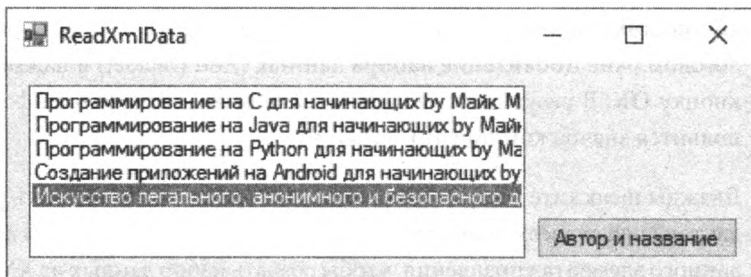 ReadXmlData
Программирование на С для начинающих by Майк М
Программирование на Java для начинающих by Май
Программирование на Python для начинающих by Ма
Создание приложений на Android для начинающих by
Искусство легального, анонимного и безопасного д
Автор и название